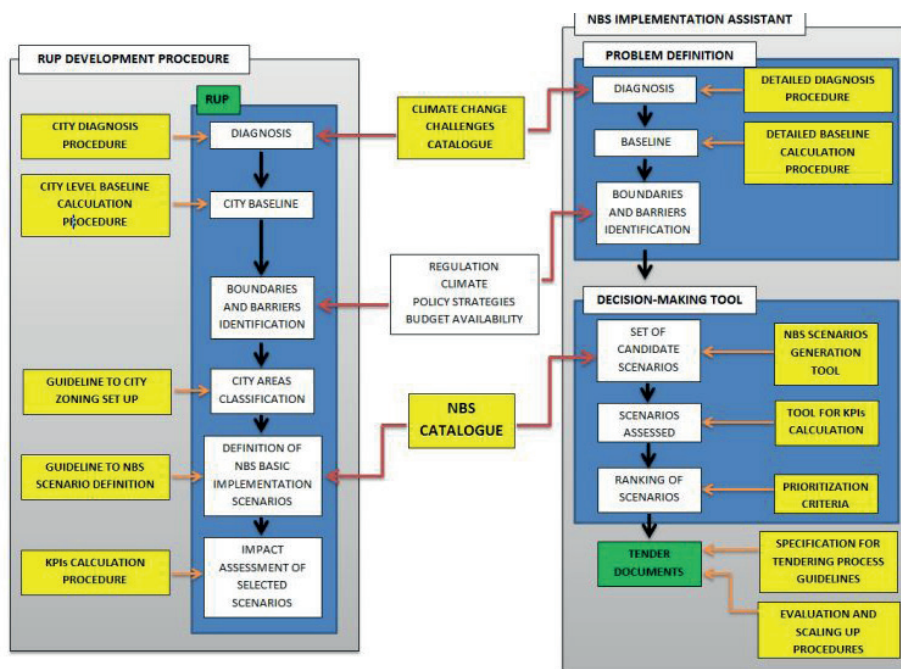 RUP DEVELOPMENT PROCEDURE
RUP
CITY DIAGNOSIS
PROCEDURE
DIAGNOSIS
CITY LEVEL BASELINE
CALCULATION
PROCEDURE
CITY BASELINE
BOUNDARIES
AND BARRIERS
IDENTIFICATION
GUIDELINE TO CITY
ZONING SET UP
CITY AREAS
CLASSIFICATION
GUIDELINE TO NBS
SCENARIO DEFINITION
DEFINITION OF
NBS BASIC
IMPLEMENTATION
SCENARIOS
KPIs CALCULATION
PROCEDURE
IMPACT
ASSESSMENT OF
SELECTED
SCENARIOS
CLIMATE CHANGE
CHALLENGES
CATALOGUE
REGULATION
CLIMATE
POLICY STRATEGIES
BUDGET AVAILABILITY
NBS
CATALOGUE
NBS IMPLEMENTATION ASSISTANT
PROBLEM DEFINITION
DIAGNOSIS
DETAILED DIAGNOSIS
PROCEDURE
BASELINE
DETAILED BASELINE
CALCULATION
PROCEDURE
BOUNDARIES
AND BARRIERS
IDENTIFICATION
DECISION-MAKING TOOL
SET OF
CANDIDATE
SCENARIOS
NBS SCENARIOS
GENERATION
TOOL
SCENARIOS
ASSESSED
TOOL FOR KPIs
CALCULATION
RANKING OF
SCENARIOS
PRIORITIZATION
CRITERIA
TENDER
DOCUMENTS
SPECIFICATION FOR
TENDERING PROCESS
GUIDELINES
EVALUATION AND
SCALING UP
PROCEDURES